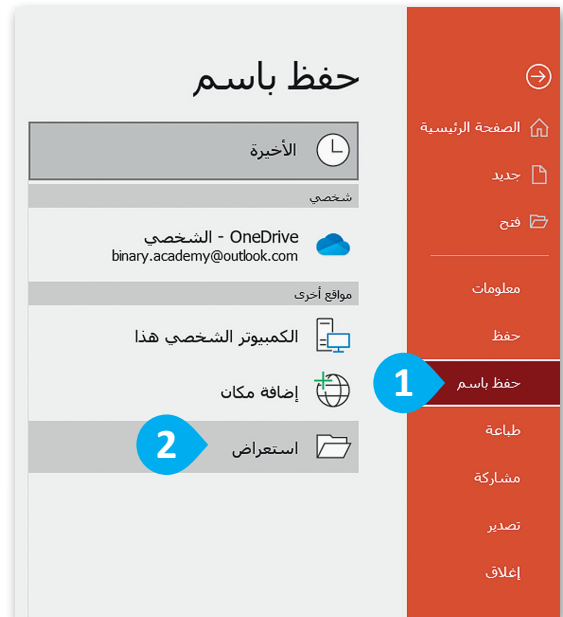 الصفحة الرئيسية
جديد
فتح
معلومات
حفظ
1
حفظ باسم
طباعة
مشاركة
تصدير
إغلاق
حفظ باسم
الأخيرة
شخصي
OneDrive - الشخصي
binary.academy@outlook.com
مواقع أخرى
الكمبيوتر الشخصي هذا
إضافة مكان
استعراض
2